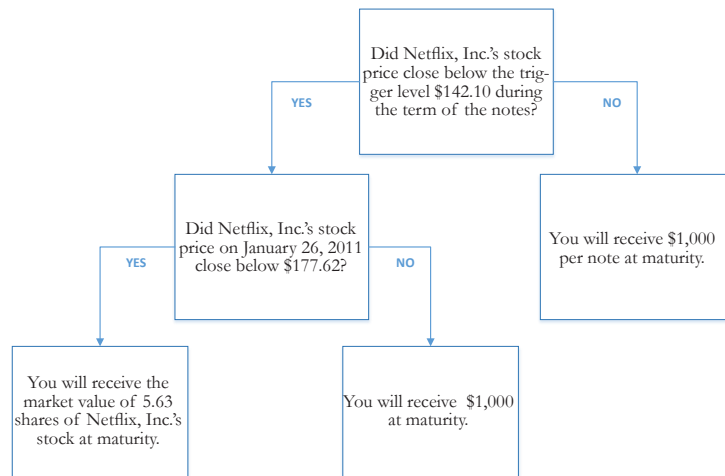 Did Netflix, Inc.'s stock
price close below the trig-
ger level $142.10 during
the term of the notes?
YES
NO
Did Netflix, Inc.'s stock
price on January 26, 2011
close below $177.62?
You will receive $1,000
per note at maturity.
YES
NO
You will receive the
market value of 5.63
shares of Netflix, Inc.'s
stock at maturity.
You will receive $1,000
at maturity.